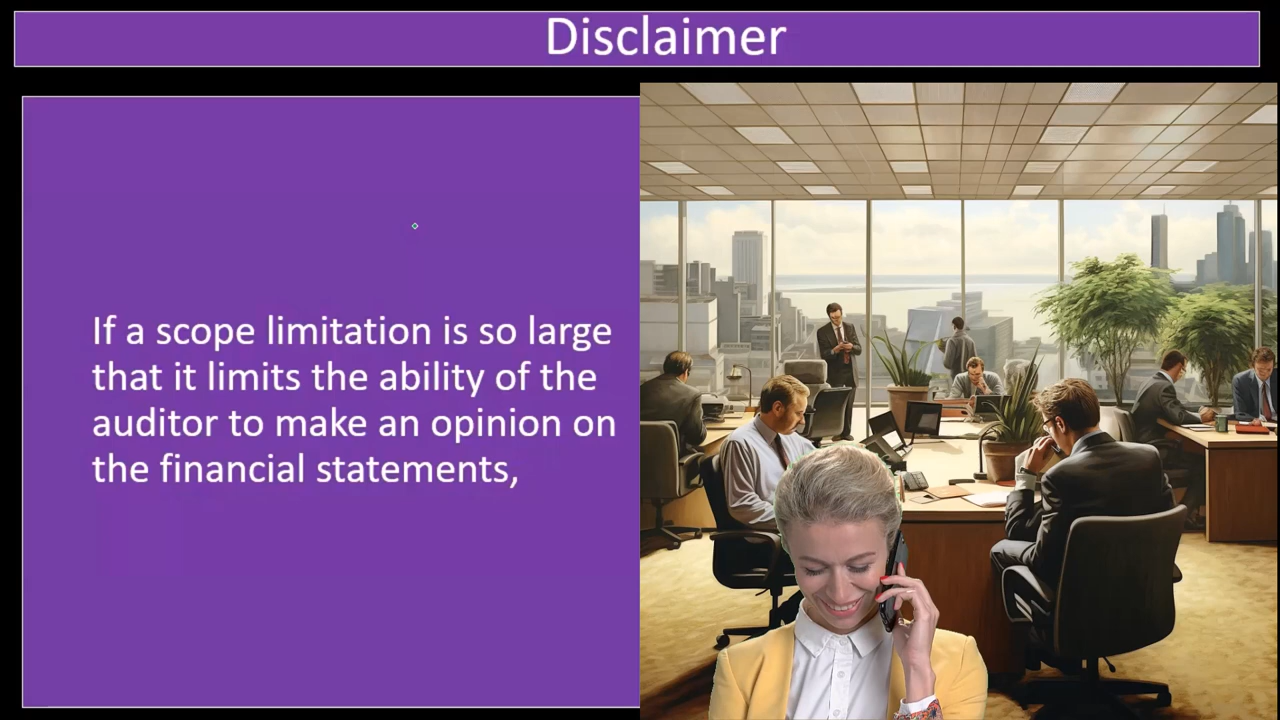 Disclaimer
If a scope limitation is so large
that it limits the ability of the
auditor to make an opinion on
the financial statements,